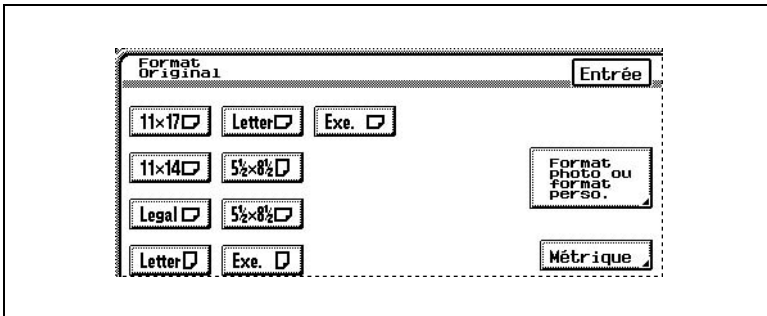 Format
Original
Entrée
11×17 Letter Exe.
11×14 5½×8½
Format
photo ou
format
perso.
Legal 5½×8½
Letter Exe.
Métrique